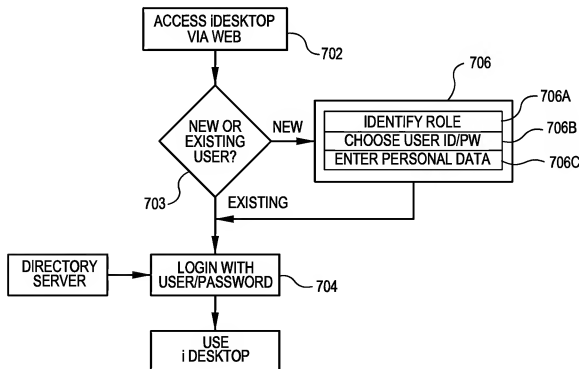 ACCESS iDESKTOP
VIA WEB
702
706
706A
IDENTIFY ROLE
CHOOSE USER ID/PW
706B
ENTER PERSONAL DATA
706C
NEW OR
EXISTING
USER?
NEW
703
EXISTING
DIRECTORY
SERVER
LOGIN WITH
USER/PASSWORD
704
USE
i DESKTOP